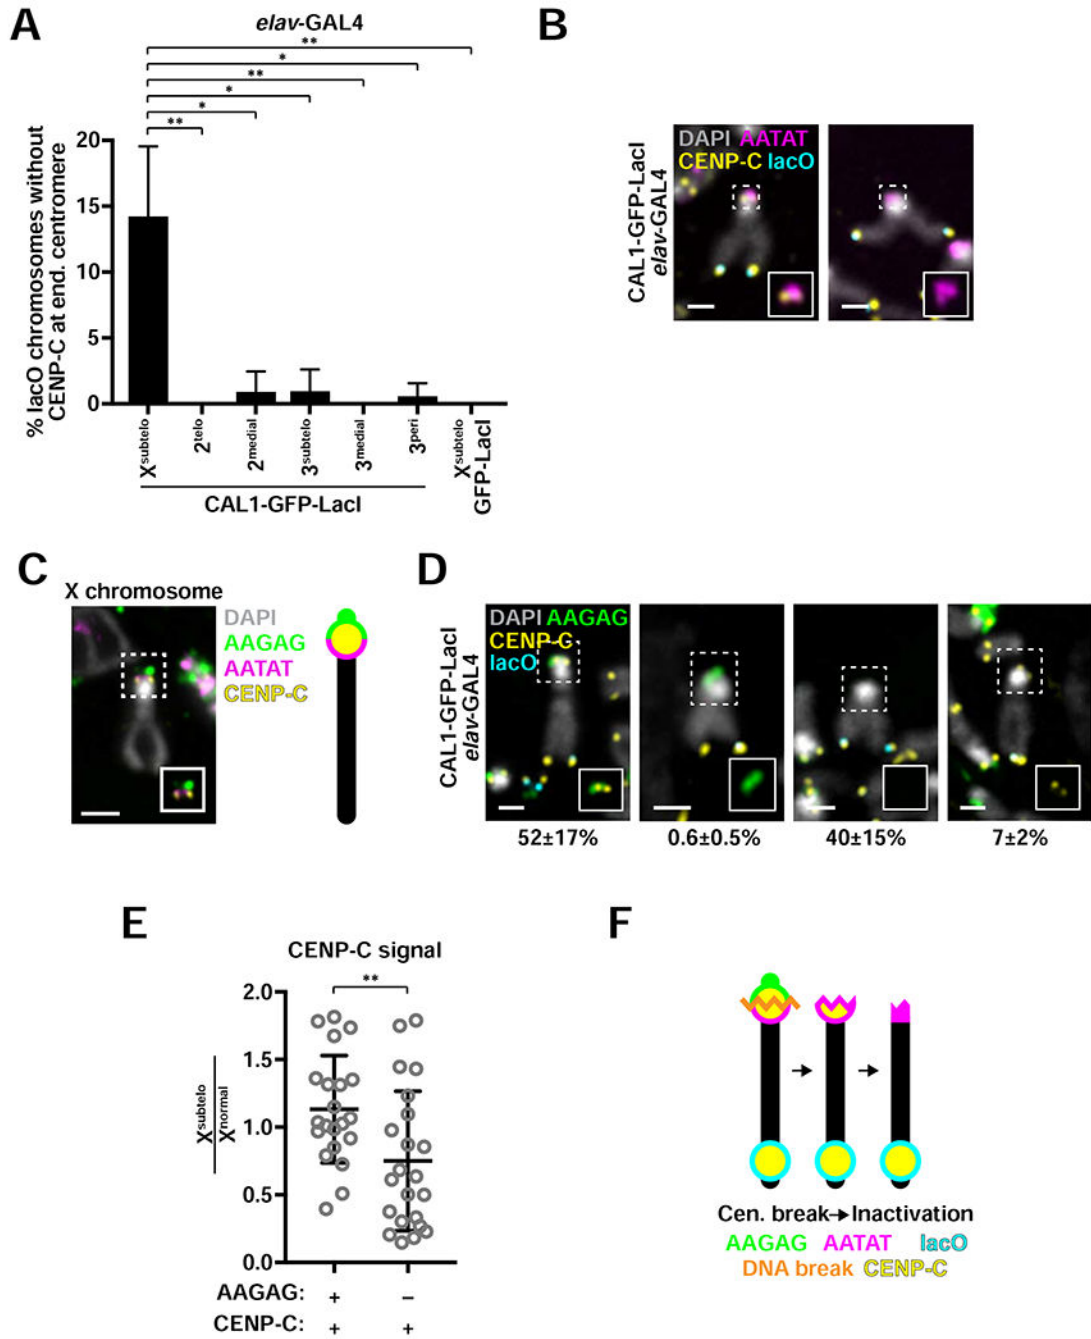 A
elav-GAL4
**
*
**
*
*
**
% lacO chromosomes without
CENP-C at end. centromere
20
15
10
5
0
Xsubtelo
2telo
2medial
3subtelo
3medial
3peri
Xsubtelo
GFP-LacI
CAL1-GFP-LacI
B
CAL1-GFP-LacI
elav-GAL4
DAPI AATAT
CENP-C lacO
C
X chromosome
DAPI
AAGAG
AATAT
CENP-C
D
CAL1-GFP-LacI
elav-GAL4
DAPI AAGAG
CENP-C
lacO
52±17%
0.6±0.5%
40±15%
7±2%
E
CENP-C signal
**
Xsubtelo
Xnormal
2.0
1.5
1.0
0.5
0.0
AAGAG: + –
CENP-C: + +
F
Cen. break→Inactivation
AAGAG AATAT lacO
DNA break CENP-C